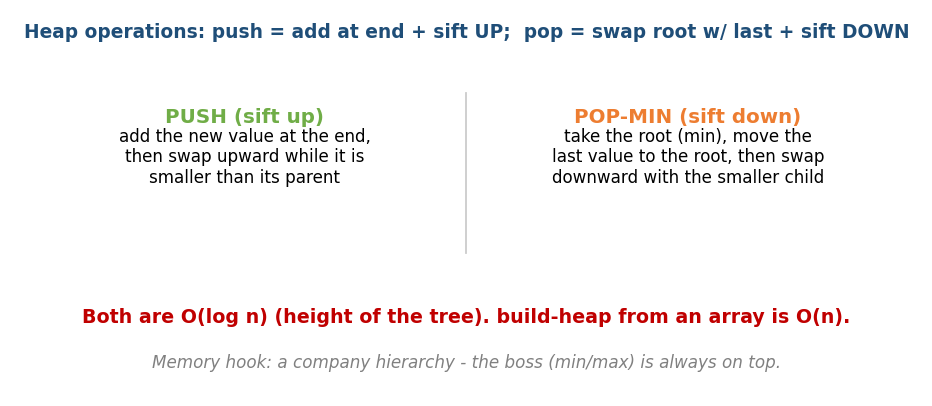 Heap operations: push = add at end + sift UP;  pop = swap root w/ last + sift DOWN
PUSH (sift up)
add the new value at the end,
then swap upward while it is
smaller than its parent
POP-MIN (sift down)
take the root (min), move the
last value to the root, then swap
downward with the smaller child
Both are O(log n) (height of the tree). build-heap from an array is O(n).
Memory hook: a company hierarchy - the boss (min/max) is always on top.